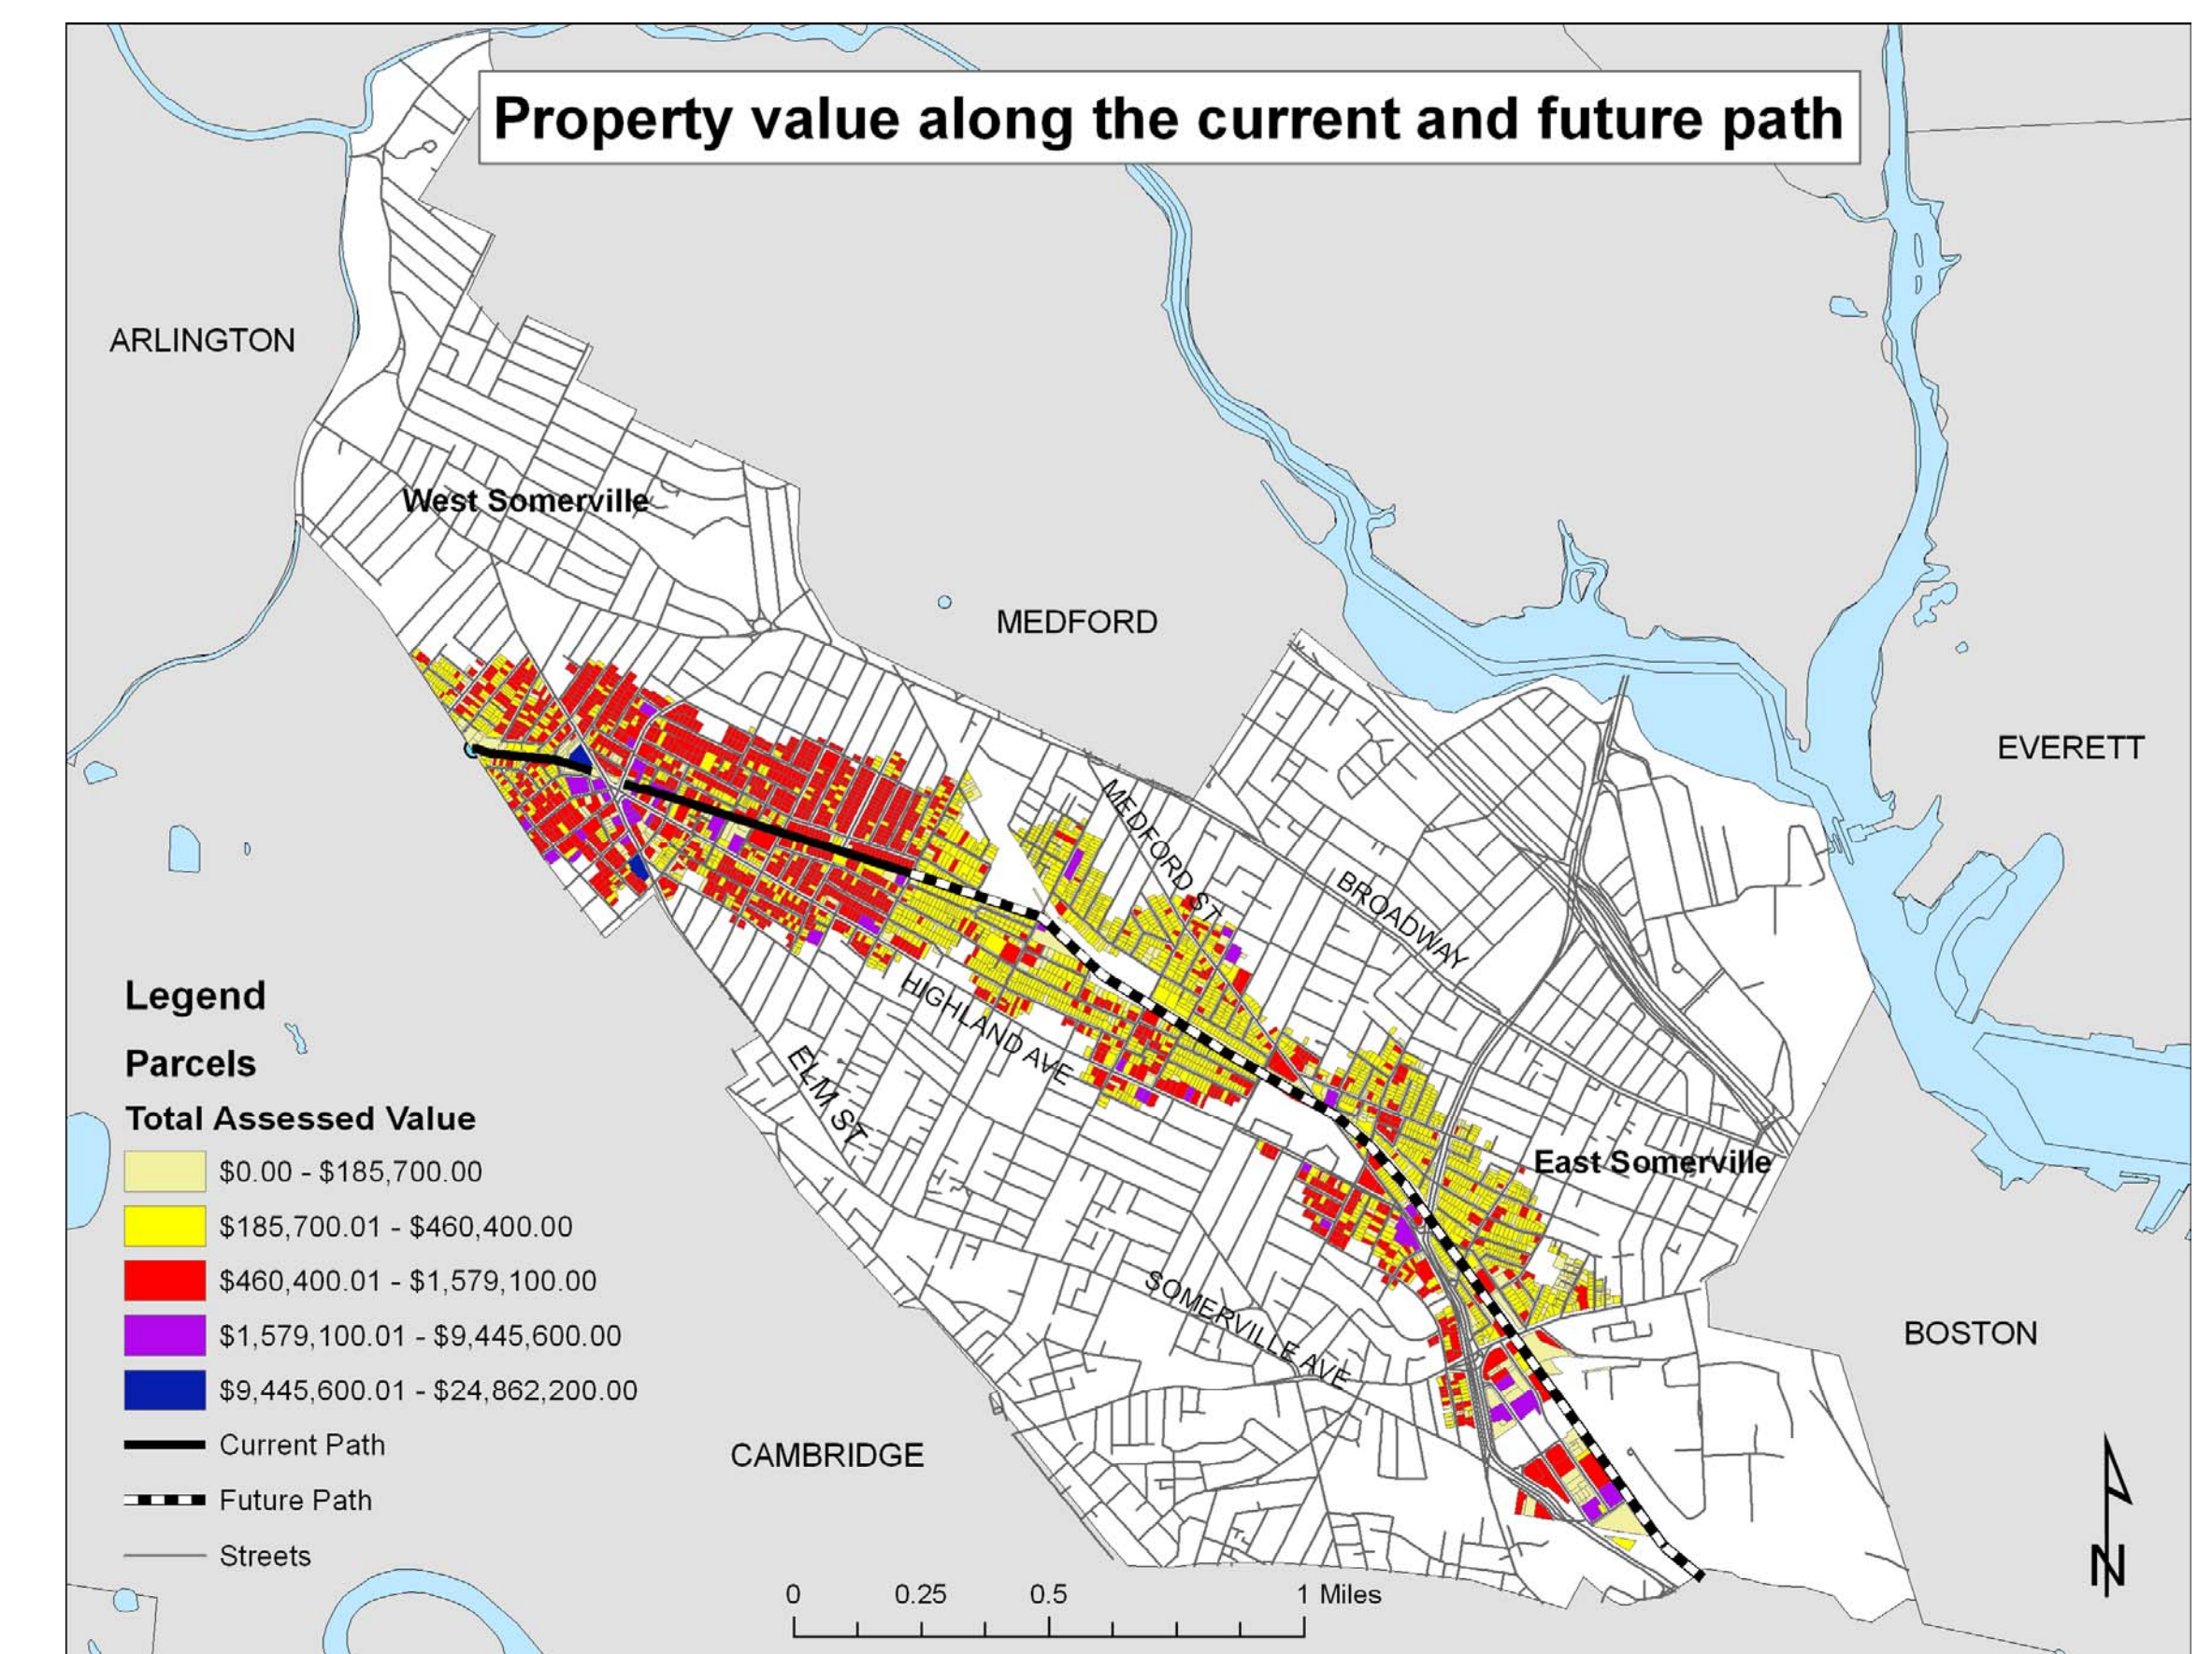 Property value along the current and future path
ARLINGTON
West Somerville
MEDFORD
EVERETT
MEDFORD ST
BROADWAY
HIGHLAND AVE
ELM ST
East Somerville
SOMERVILLE AVE
BOSTON
CAMBRIDGE
Legend
Parcels
Total Assessed Value
$0.00 - $185,700.00
$185,700.01 - $460,400.00
$460,400.01 - $1,579,100.00
$1,579,100.01 - $9,445,600.00
$9,445,600.01 - $24,862,200.00
Current Path
Future Path
Streets
0 0.25 0.5 1 Miles
N